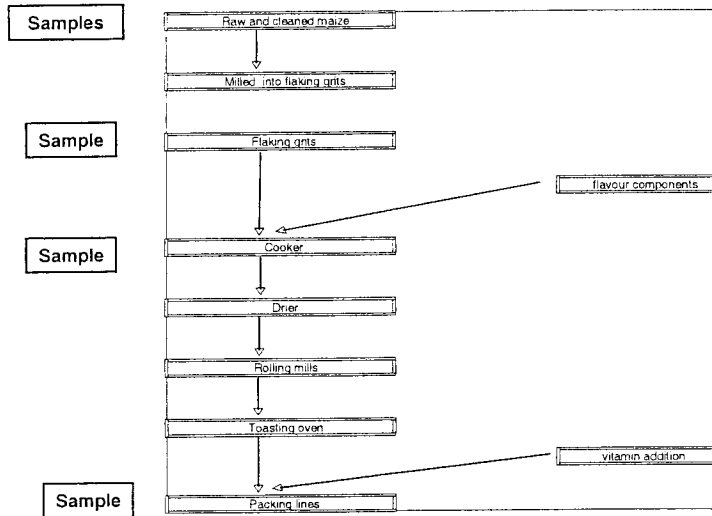 Samples
Raw and cleaned maize
Milled into flaking grits
Sample
Flaking grits
flavour components
Sample
Cooker
Drier
Rolling mills
Toasting oven
vitamin addition
Sample
Packing lines